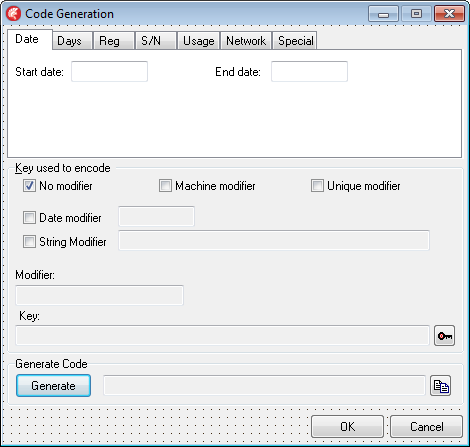 Code Generation
Date Days Reg S/N Usage Network Special
Start date: End date:
Key used to encode
No modifier Machine modifier Unique modifier
Date modifier
String Modifier
Modifier:
Key:
Generate Code
Generate
OK Cancel